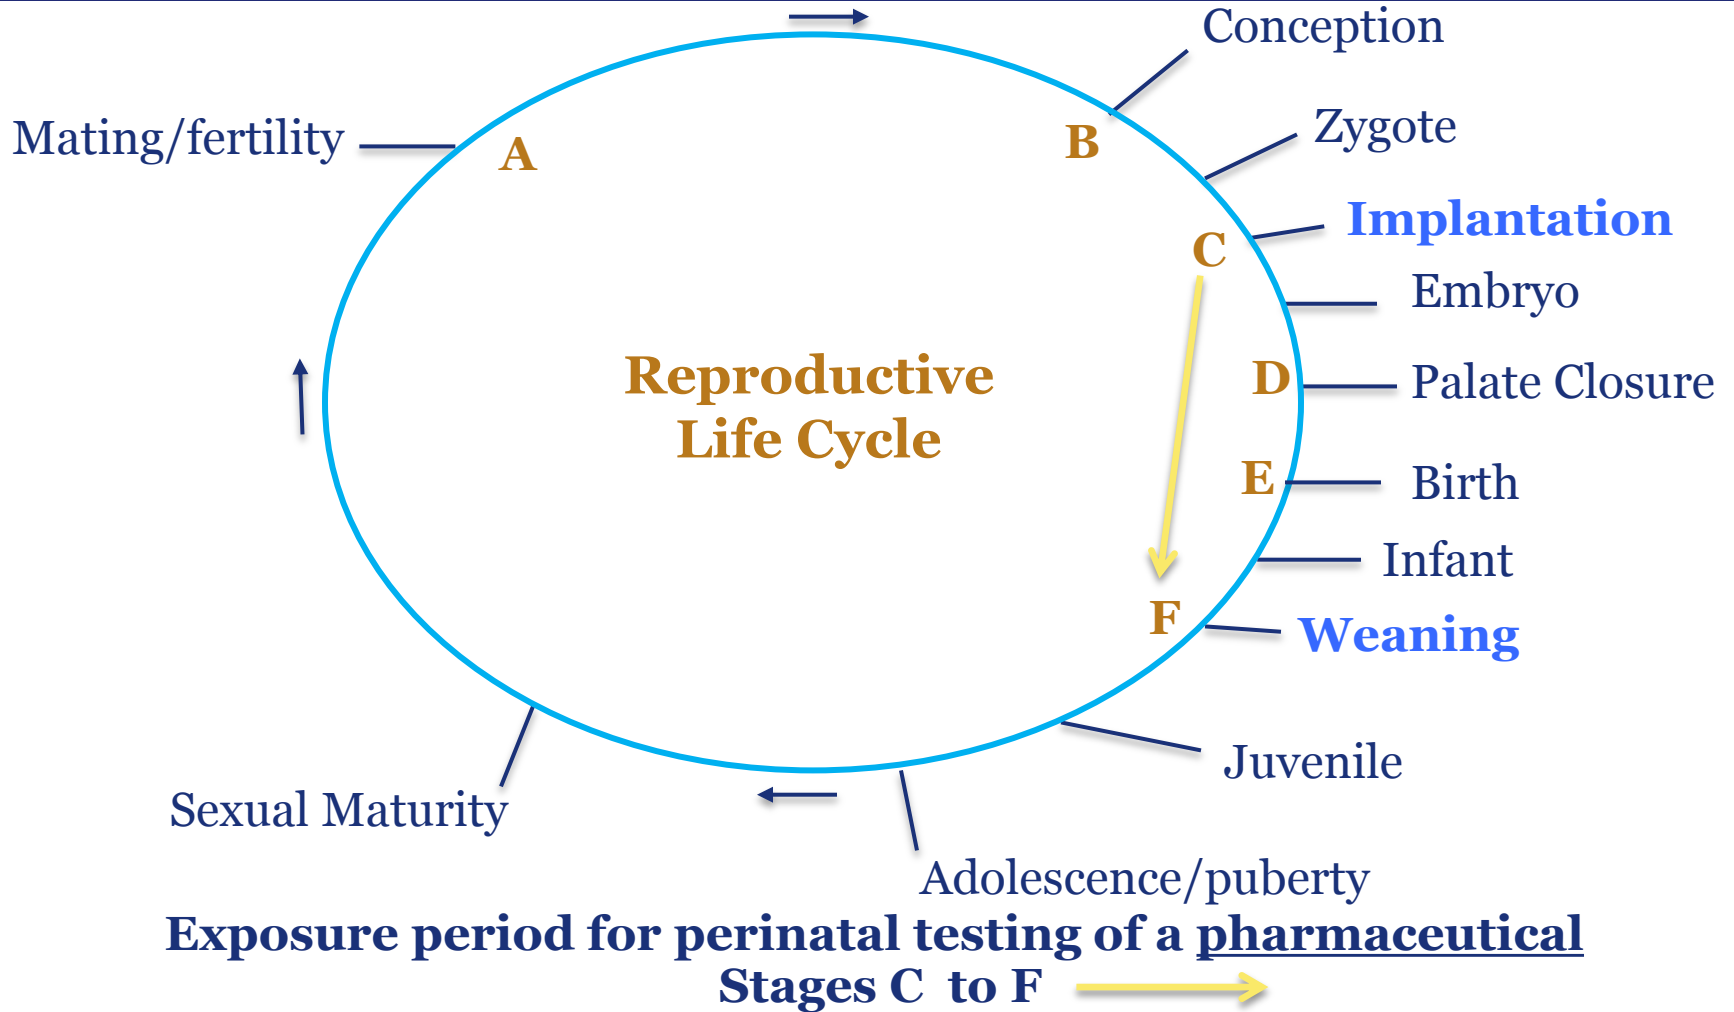 Conception
Mating/fertility
A
B
Zygote
Implantation
C
Embryo
Reproductive
Life Cycle
D
Palate Closure
E
Birth
Infant
F
Weaning
Juvenile
Sexual Maturity
Adolescence/puberty
Exposure period for perinatal testing of a pharmaceutical
Stages C to F